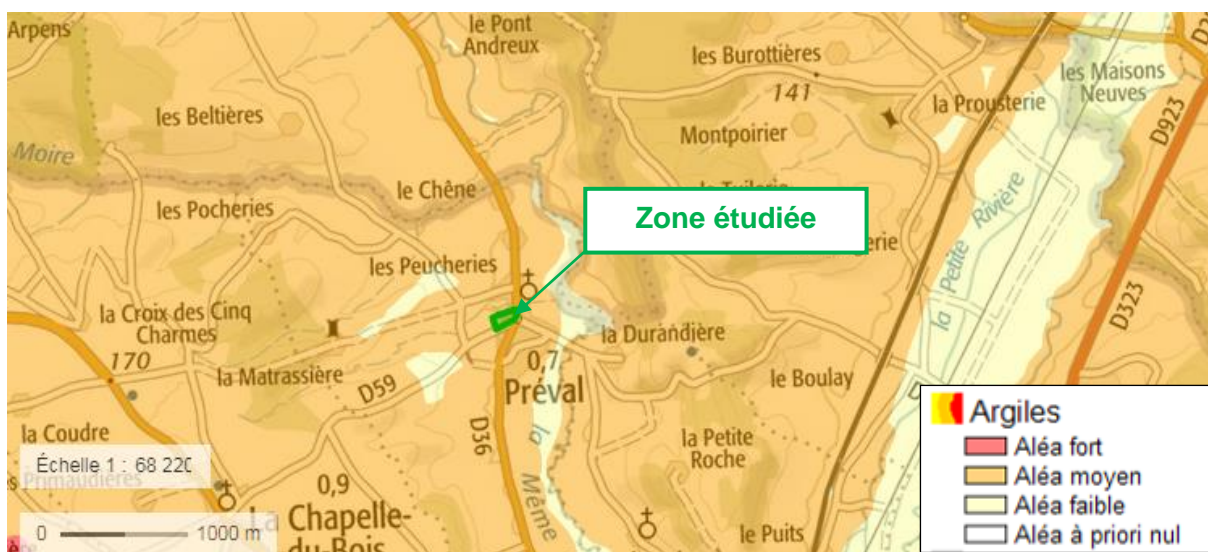 Arpens
le Pont
Andreux
les Burottières
les Maisons
Neuves
141
la Prousterie
D923
les Beltières
Montpoirier
Moire
le Chêne
les Pocheries
Zone étudiée
la Petite Rivière
les Peucheries
la Croix des Cinq
Charmes
D323
la Durandière
170
la Matrassière
0,7
Préval
le Boulay
D59
D36
la Coudre
la Petite
Roche
Échelle 1 : 68 220
0,9
la Même
0 1000 m
La Chapelle-
du-Bois
le Puits
Argiles
Aléa fort
Aléa moyen
Aléa faible
Aléa à priori nul